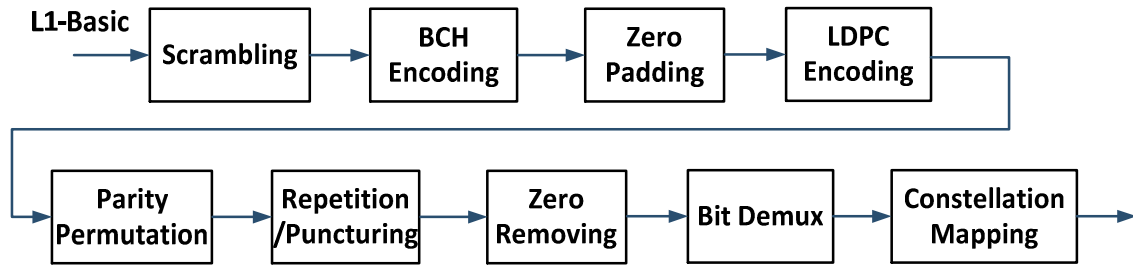 L1-Basic
Scrambling
BCH
Encoding
Zero
Padding
LDPC
Encoding
Parity
Permutation
Repetition
/Puncturing
Zero
Removing
Bit Demux
Constellation
Mapping